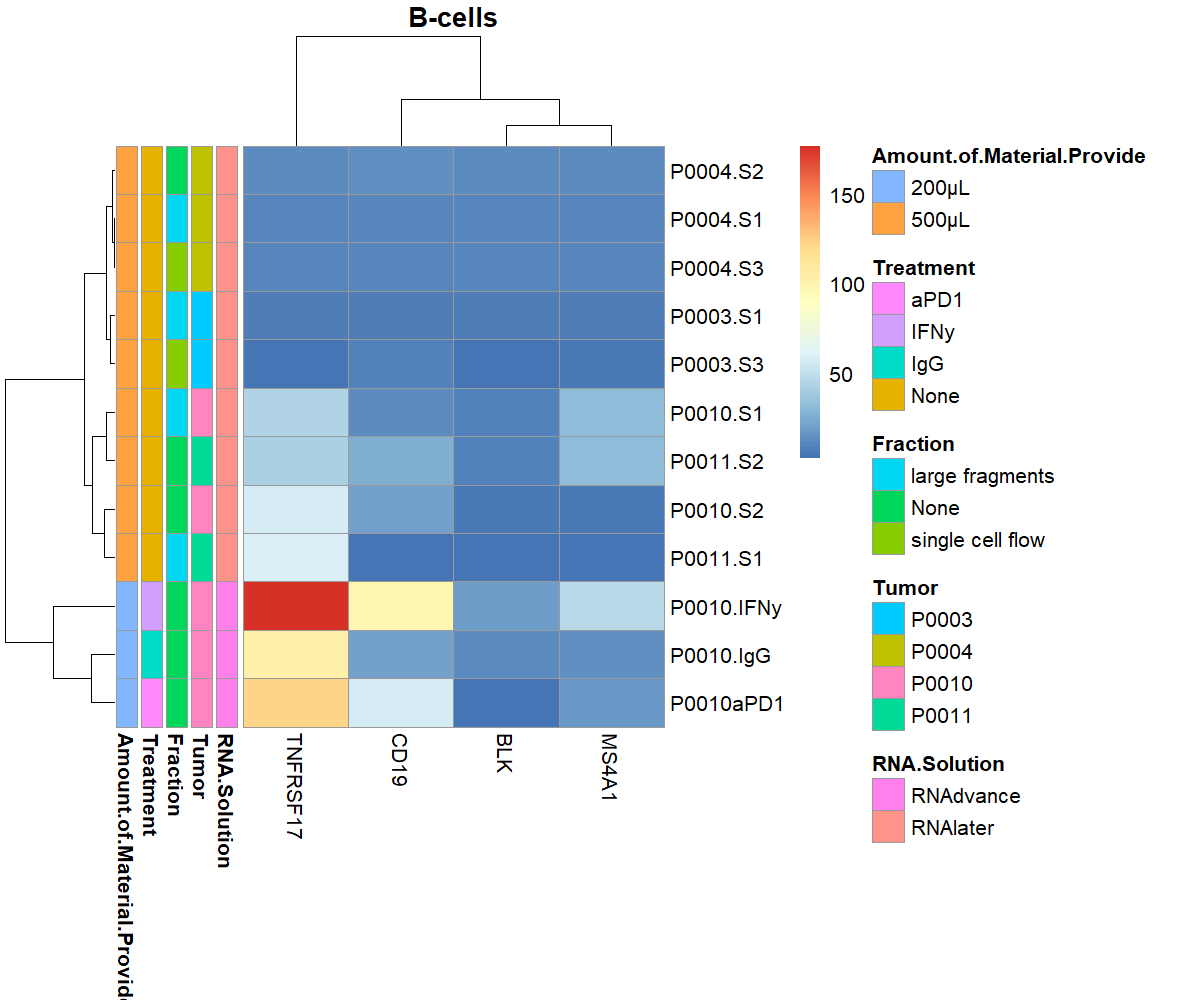 B-cells
P0004.S2
P0004.S1
P0004.S3
P0003.S1
P0003.S3
P0010.S1
P0011.S2
P0010.S2
P0011.S1
P0010.IFNy
P0010.IgG
P0010aPD1
TNFRSF17
CD19
BLK
MS4A1
Amount.of.Material.Provide
Treatment
Fraction
Tumor
RNA.Solution
150
100
50
Amount.of.Material.Provide
200µL
500µL
Treatment
aPD1
IFNy
IgG
None
Fraction
large fragments
None
single cell flow
Tumor
P0003
P0004
P0010
P0011
RNA.Solution
RNAdvance
RNAlater